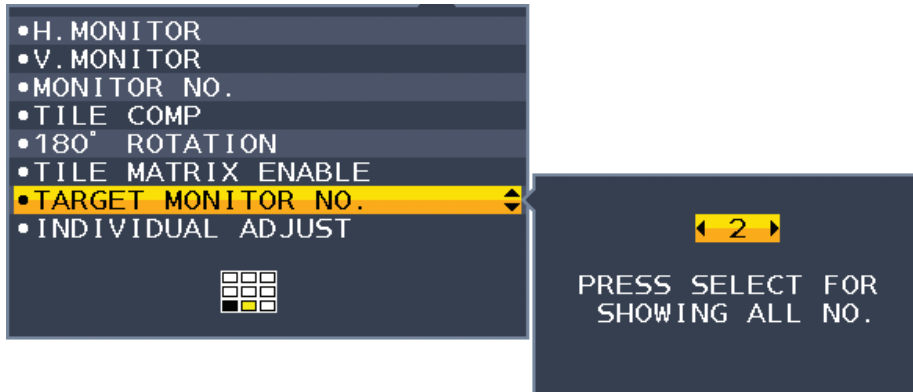 •H.MONITOR
•V.MONITOR
•MONITOR NO.
•TILE COMP
•180° ROTATION
•TILE MATRIX ENABLE
•TARGET MONITOR NO.
•INDIVIDUAL ADJUST
2
PRESS SELECT FOR
SHOWING ALL NO.